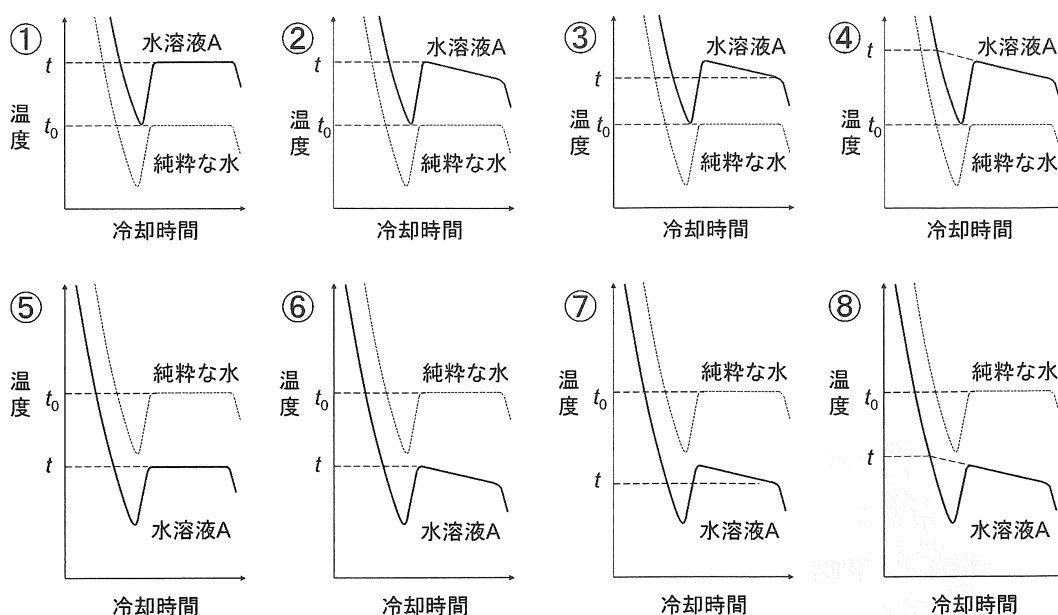 ① 水溶液A t 温度 t₀ 純粋な水 冷却時間
② 水溶液A t 温度 t₀ 純粋な水 冷却時間
③ 水溶液A t 温度 t₀ 純粋な水 冷却時間
④ 水溶液A t 温度 t₀ 純粋な水 冷却時間
⑤ 純粋な水 温度 t₀ t 水溶液A 冷却時間
⑥ 純粋な水 温度 t₀ t 水溶液A 冷却時間
⑦ 純粋な水 温度 t₀ t 水溶液A 冷却時間
⑧ 純粋な水 温度 t₀ t 水溶液A 冷却時間